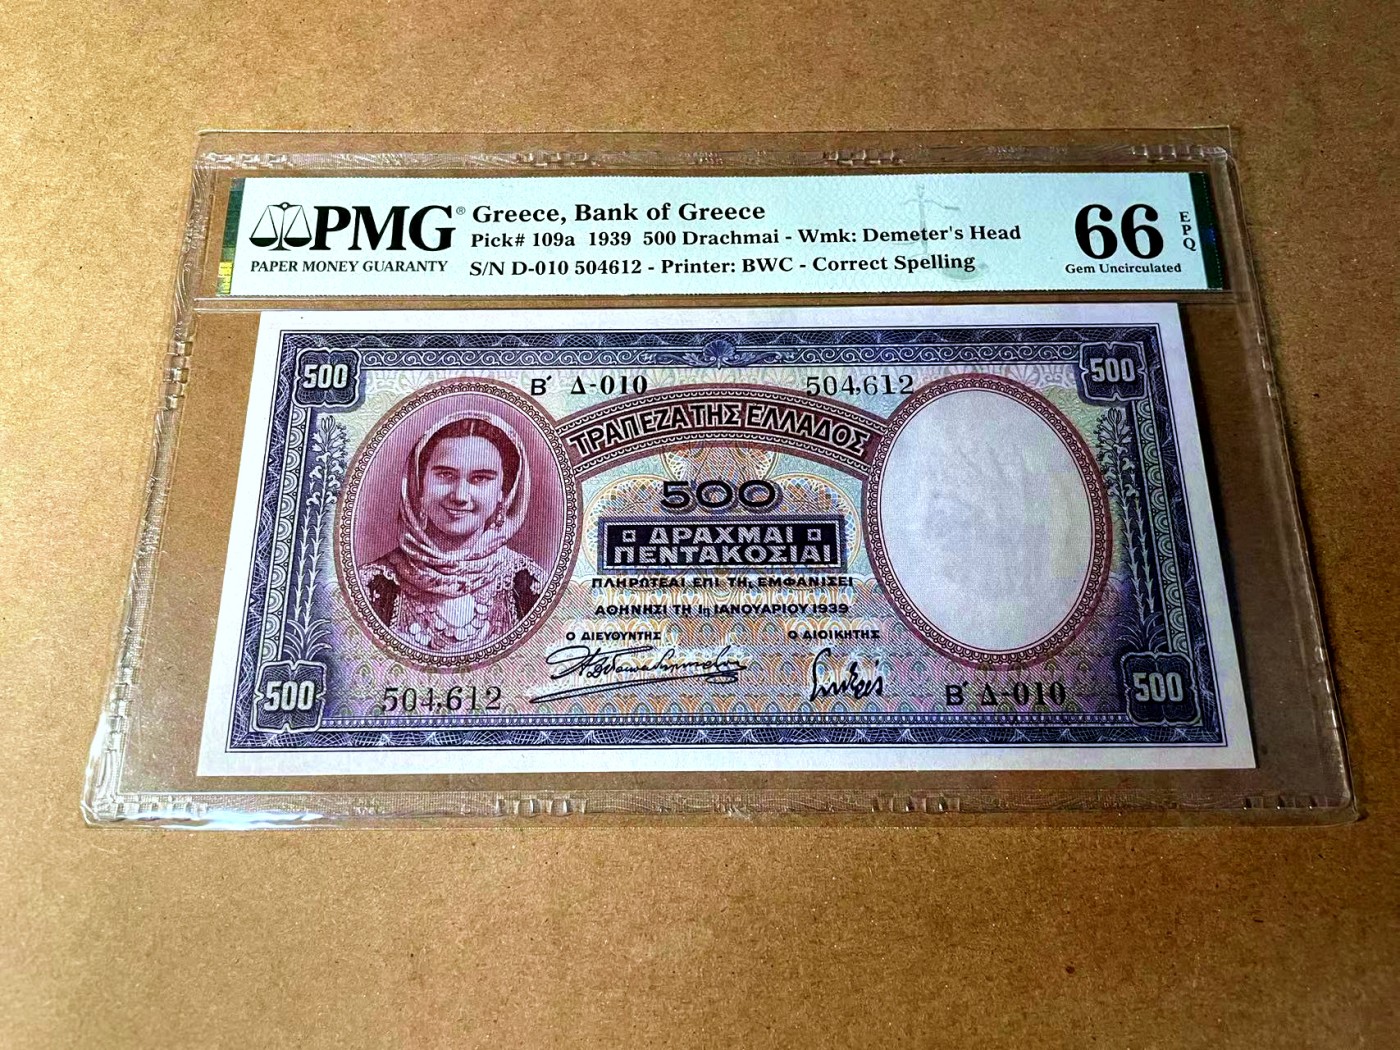 PMG®
PAPER MONEY GUARANTY
Greece, Bank of Greece
Pick# 109a 1939 500 Drachmai - Wmk: Demeter's Head
S/N D-010 504612 - Printer: BWC - Correct Spelling
66
Gem Uncirculated
EPQ
500
500
Β΄ Δ-010
504,612
ΤΡΑΠΕΖΑ ΤΗΣ ΕΛΛΑΔΟΣ
500
ΔΡΑΧΜΑΙ
ΠΕΝΤΑΚΟΣΙΑΙ
ΠΛΗΡΩΤΕΑΙ ΕΠΙ ΤΗι ΕΜΦΑΝΙΣΕΙ
ΑΘΗΝΗΣΙ ΤΗ 1η ΙΑΝΟΥΑΡΙΟΥ 1939
Ο ΔΙΕΥΘΥΝΤΗΣ
Ο ΔΙΟΙΚΗΤΗΣ
504,612
Β΄ Δ-010
500
500